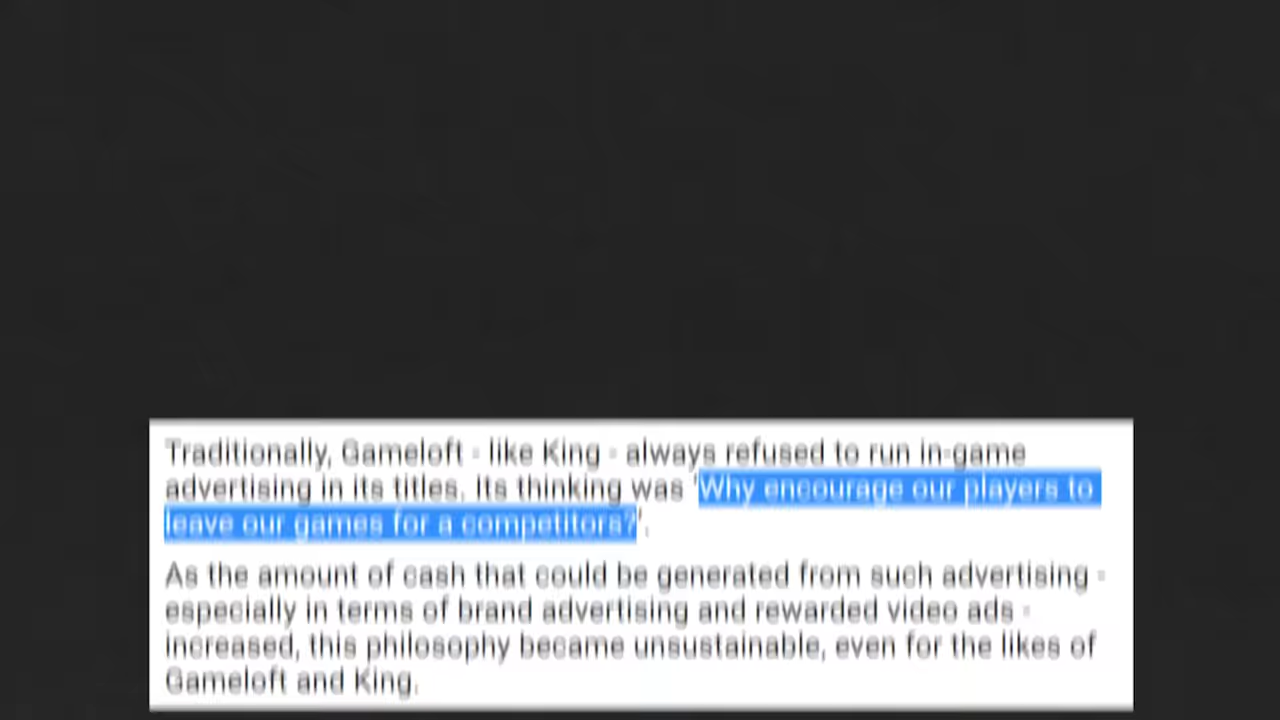 Traditionally, Gameloft - like King - always refused to run in-game
advertising in its titles. Its thinking was 'Why encourage our players to
leave our games for a competitors?'.
As the amount of cash that could be generated from such advertising -
especially in terms of brand advertising and rewarded video ads -
increased, this philosophy became unsustainable, even for the likes of
Gameloft and King.